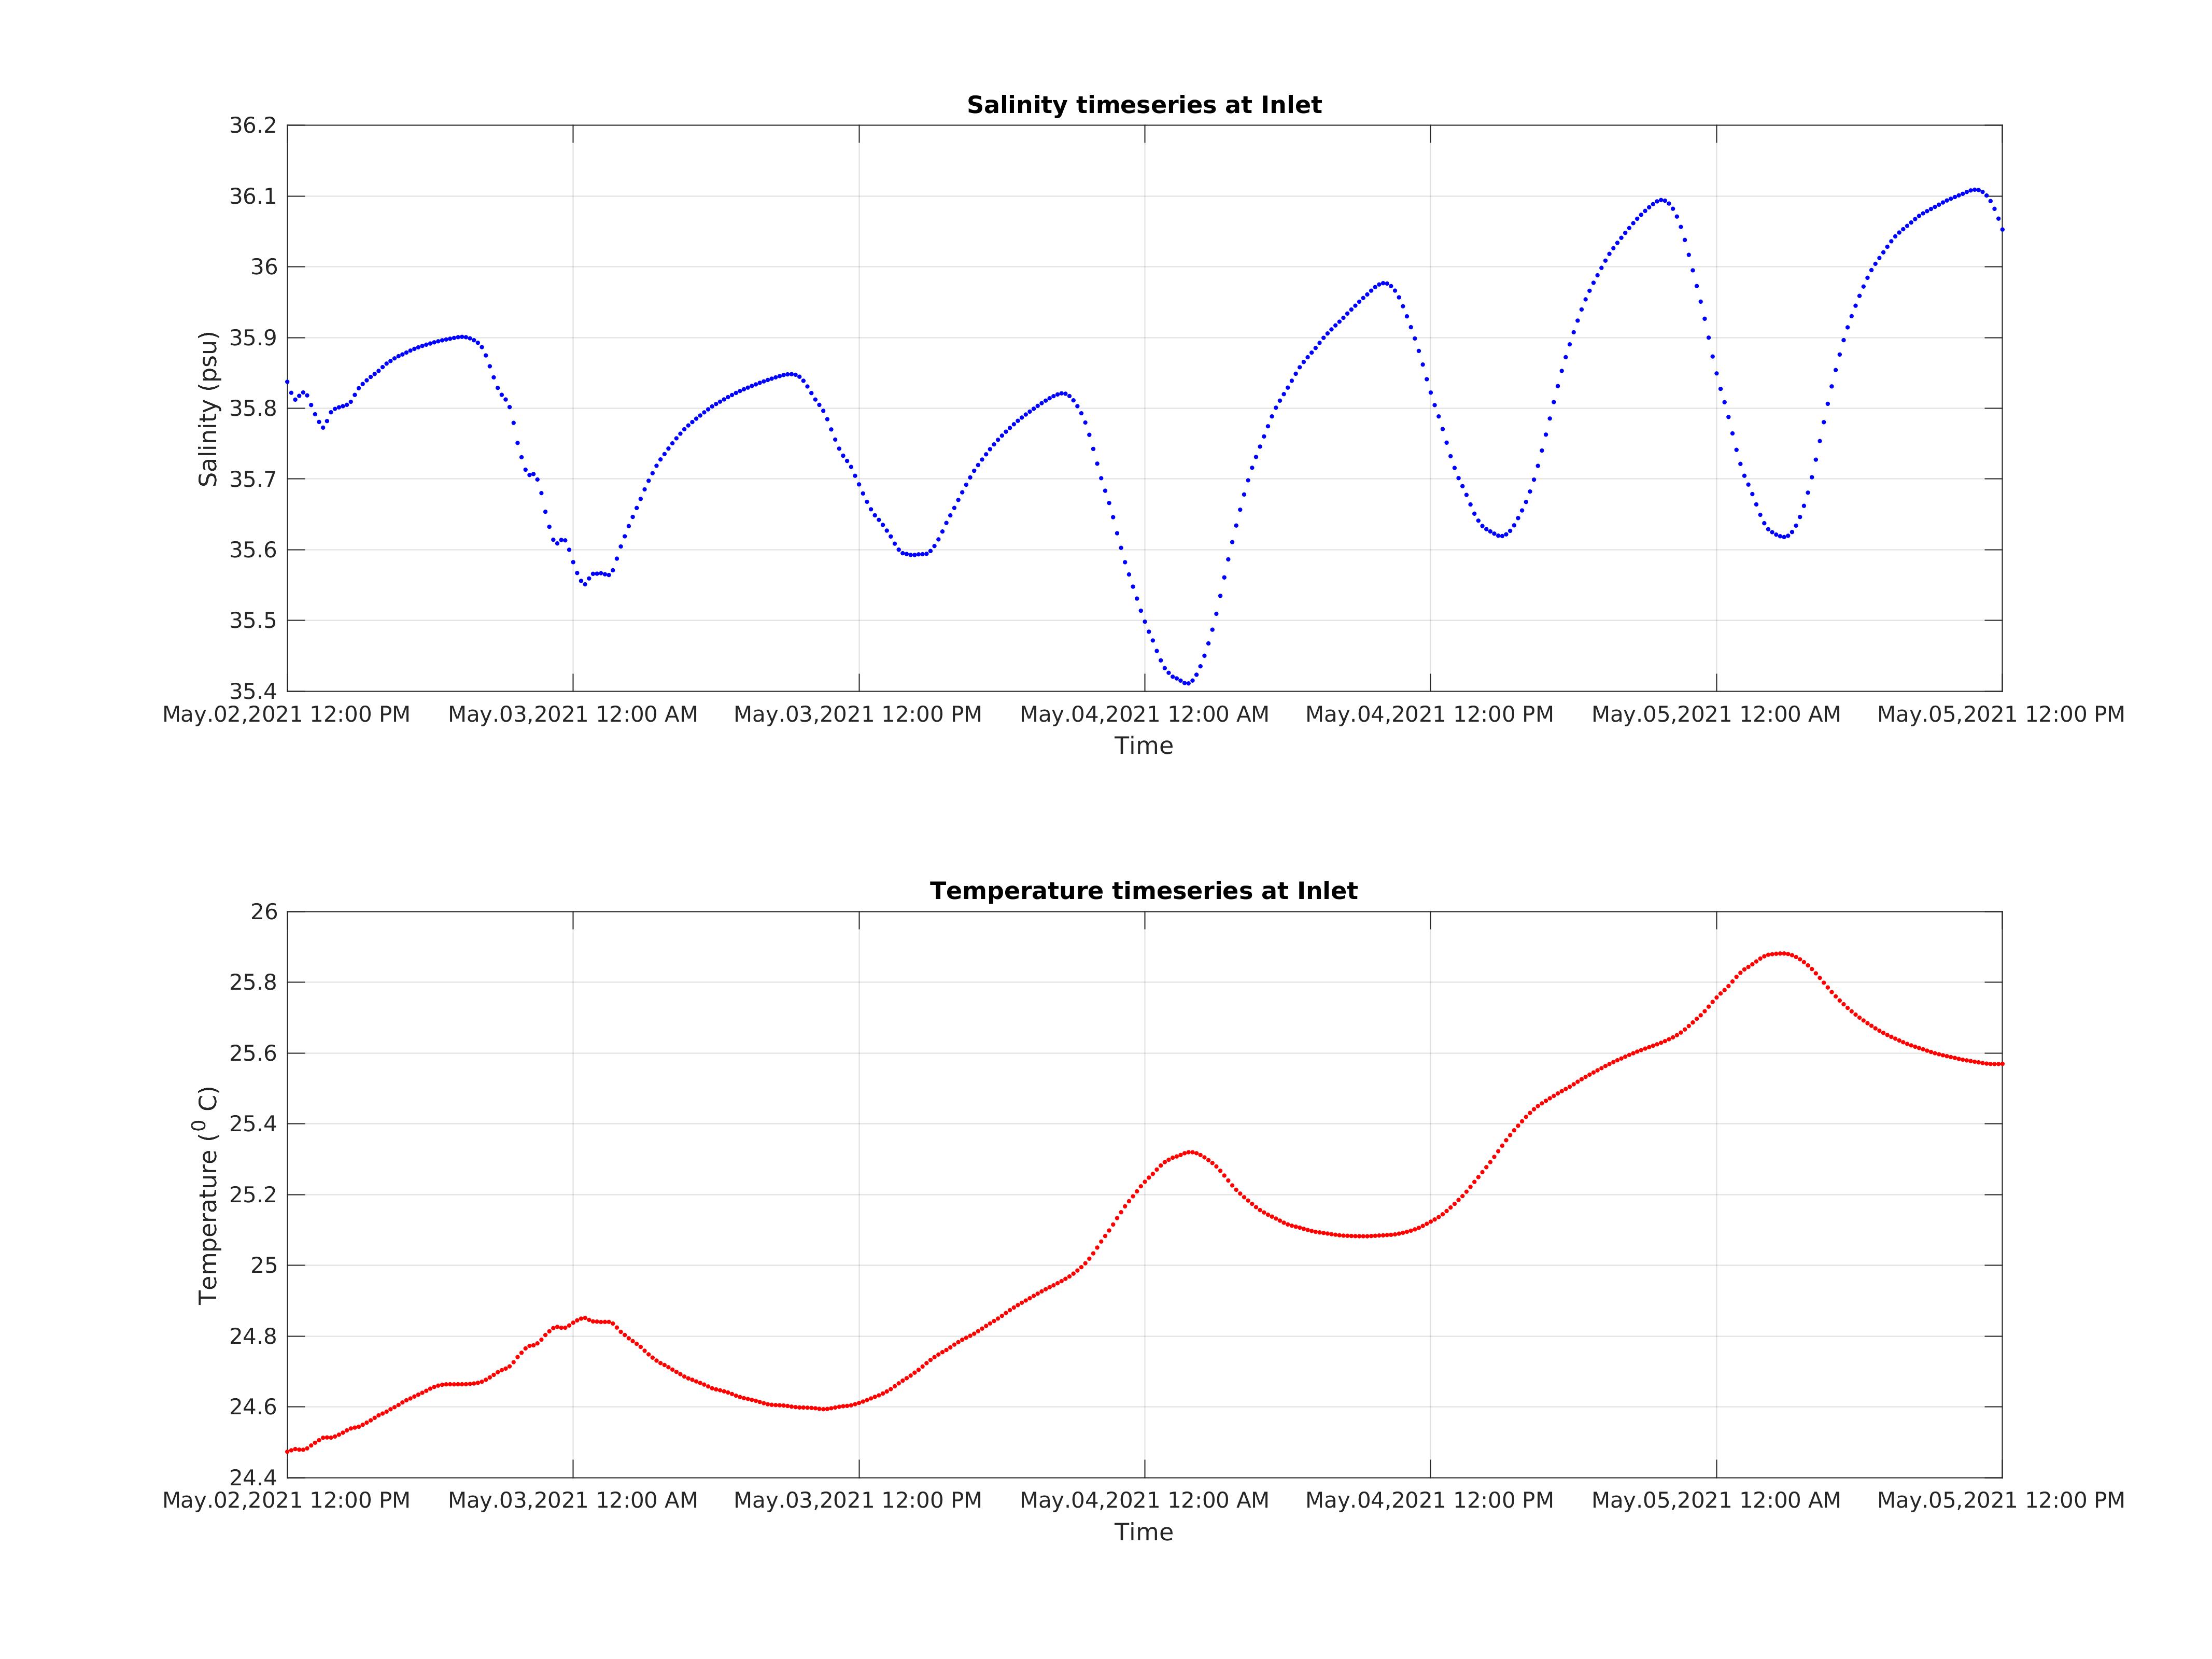 Salinity timeseries at Inlet
36.2
36.1
36
35.9
35.8
35.7
35.6
35.5
35.4
Salinity (psu)
May.02,2021 12:00 PM May.03,2021 12:00 AM May.03,2021 12:00 PM May.04,2021 12:00 AM May.04,2021 12:00 PM May.05,2021 12:00 AM May.05,2021 12:00 PM
Time
Temperature timeseries at Inlet
26
25.8
25.6
25.4
25.2
25
24.8
24.6
24.4
Temperature (⁰ C)
May.02,2021 12:00 PM May.03,2021 12:00 AM May.03,2021 12:00 PM May.04,2021 12:00 AM May.04,2021 12:00 PM May.05,2021 12:00 AM May.05,2021 12:00 PM
Time